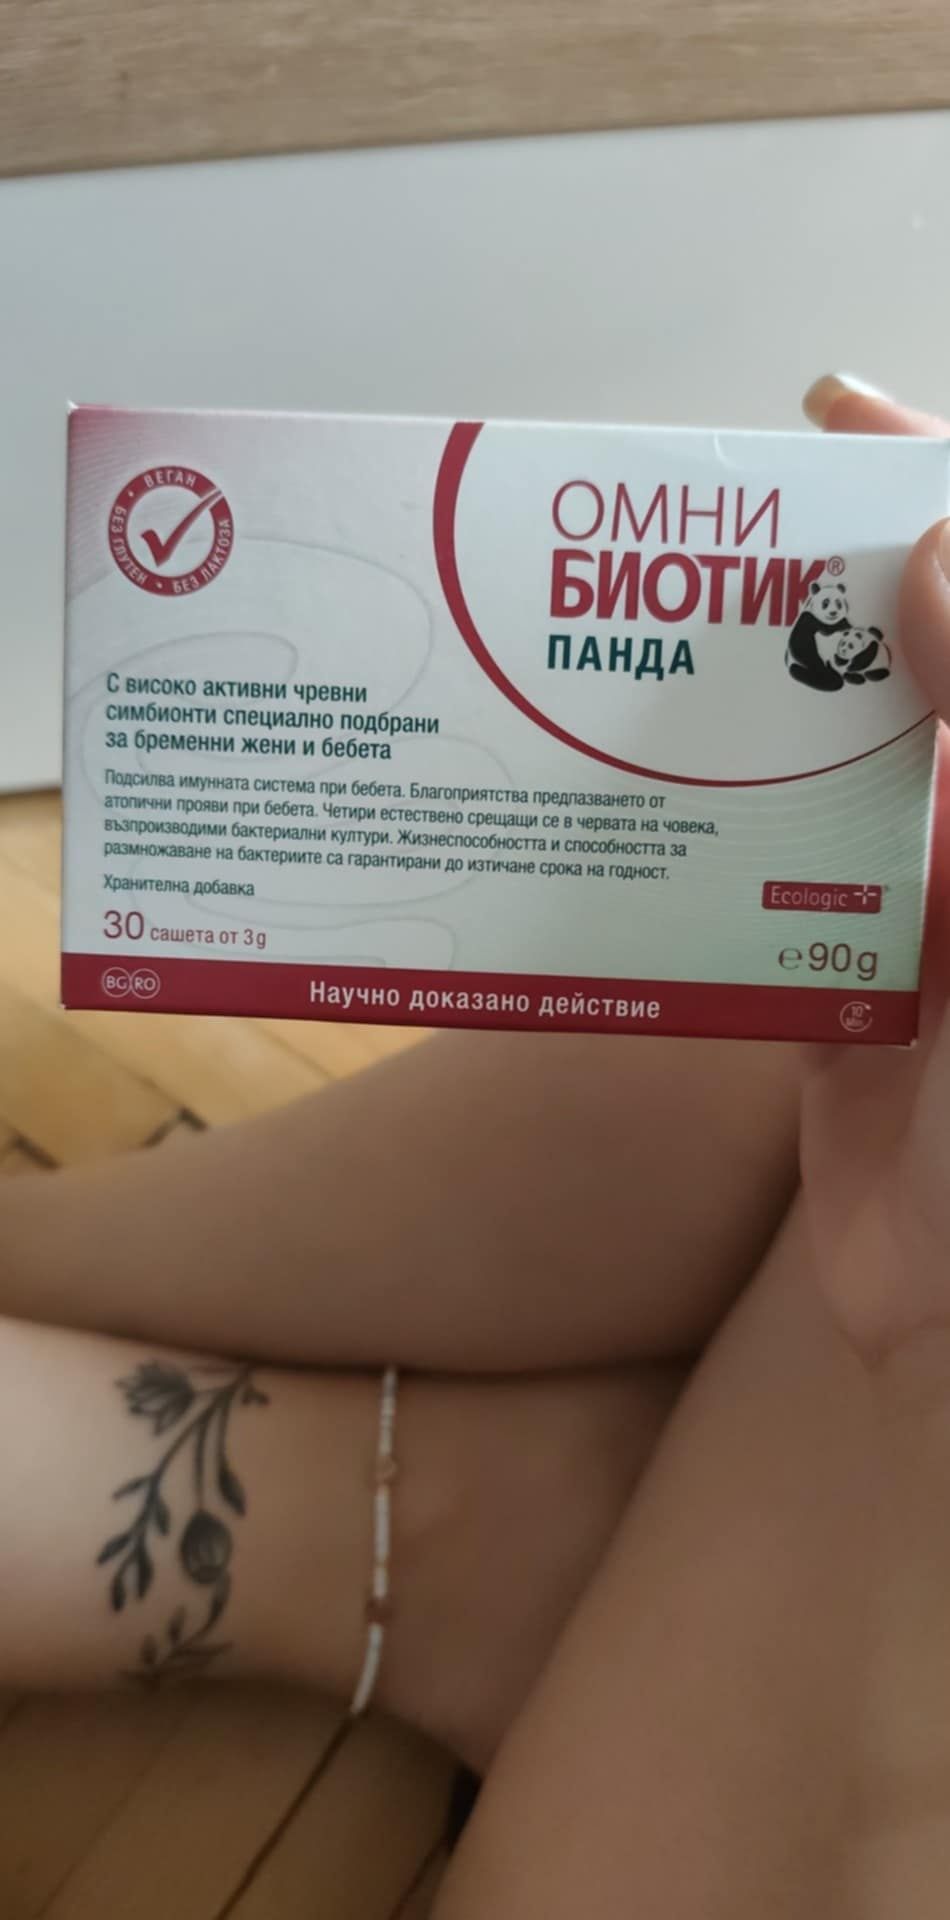 ВЕГАН • БЕЗ ЛАКТОЗА • БЕЗ ГЛУТЕН •
ОМНИ
БИОТИК®
ПАНДА
С високо активни чревни
симбионти специално подбрани
за бременни жени и бебета
Подсилва имунната система при бебета. Благоприятства предпазването от
атопични прояви при бебета. Четири естествено срещащи се в червата на човека,
възпроизводими бактериални култури. Жизнеспособността и способността за
размножаване на бактериите са гарантирани до изтичане срока на годност.
Хранителна добавка
Ecologic+®
30 сашета от 3g
℮90g
BG RO
Научно доказано действие
10 Min.